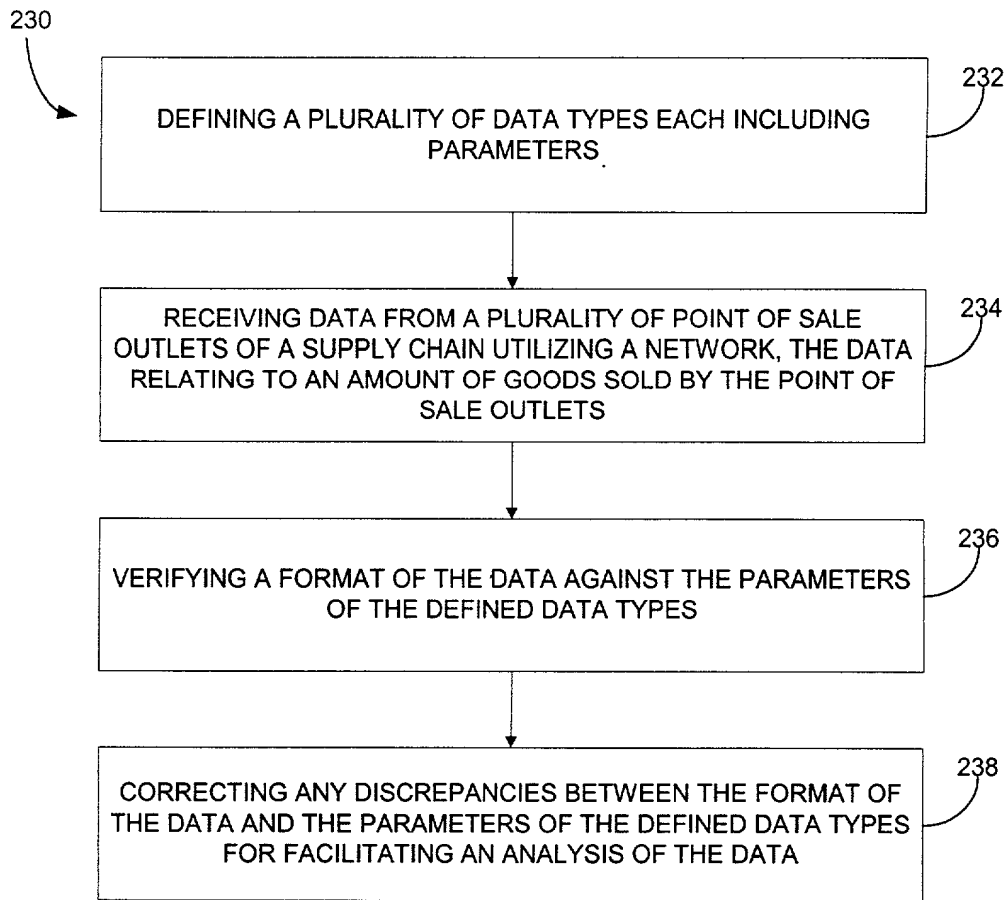 230
232
DEFINING A PLURALITY OF DATA TYPES EACH INCLUDING
PARAMETERS
234
RECEIVING DATA FROM A PLURALITY OF POINT OF SALE
OUTLETS OF A SUPPLY CHAIN UTILIZING A NETWORK, THE DATA
RELATING TO AN AMOUNT OF GOODS SOLD BY THE POINT OF
SALE OUTLETS
236
VERIFYING A FORMAT OF THE DATA AGAINST THE PARAMETERS
OF THE DEFINED DATA TYPES
238
CORRECTING ANY DISCREPANCIES BETWEEN THE FORMAT OF
THE DATA AND THE PARAMETERS OF THE DEFINED DATA TYPES
FOR FACILITATING AN ANALYSIS OF THE DATA